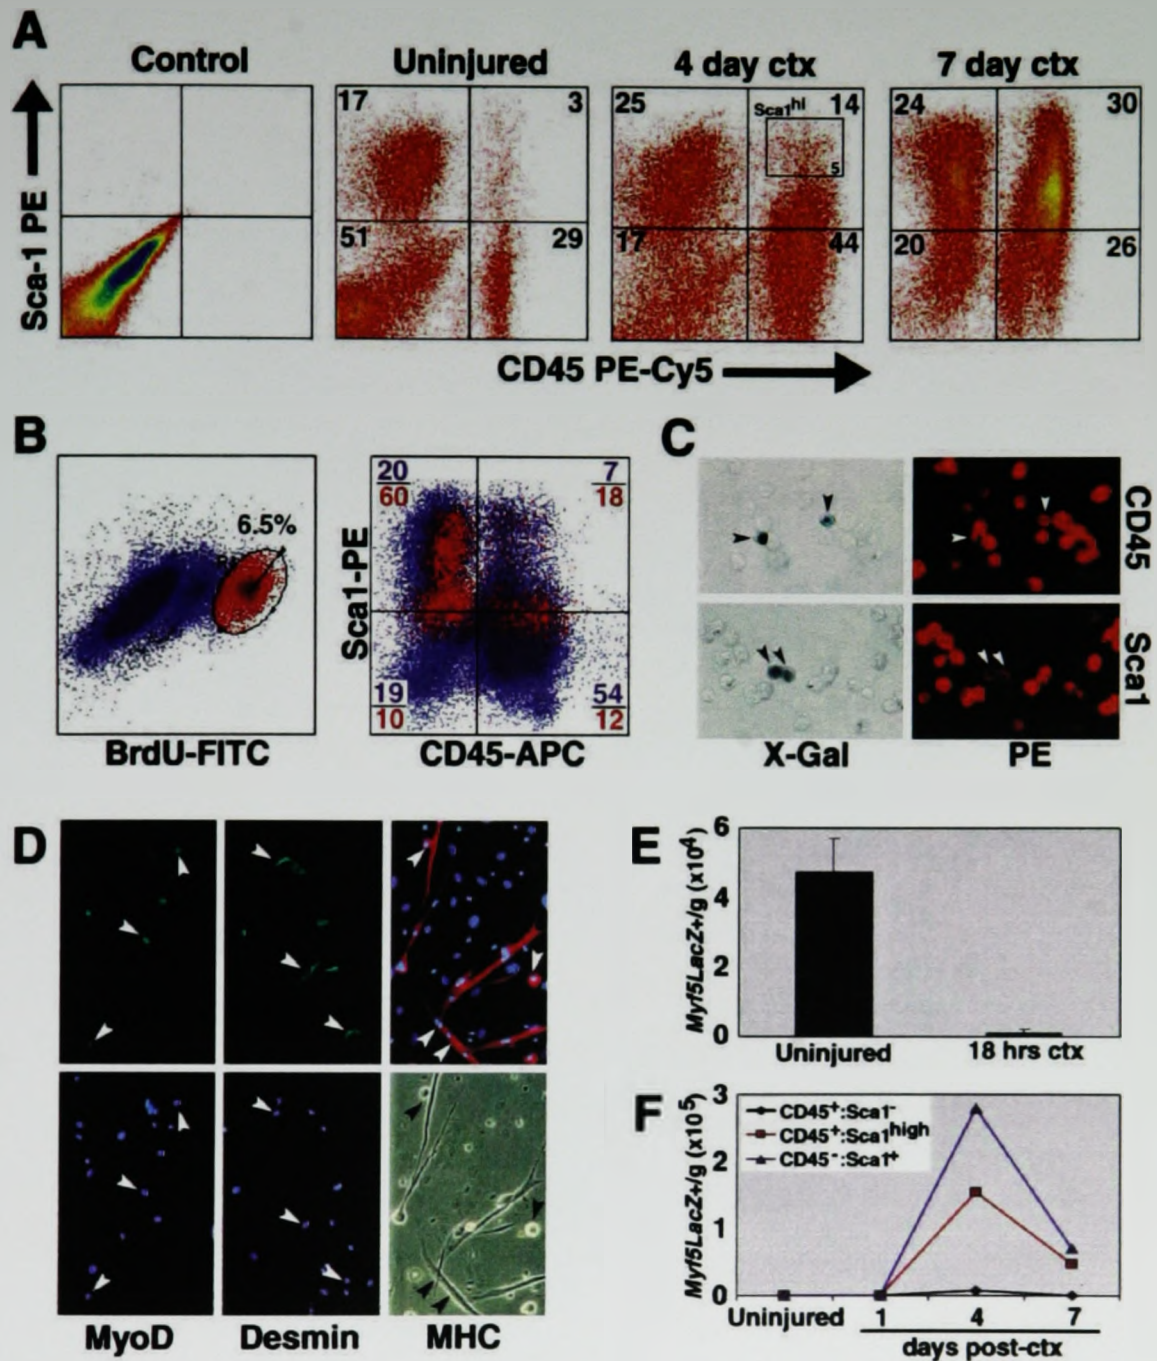 A
Control
Uninjured
4 day ctx
7 day ctx
Sca-1 PE
17
3
51
29
25
Sca1hi
14
5
17
44
24
30
20
26
CD45 PE-Cy5
B
6.5%
BrdU-FITC
Sca1-PE
20
60
7
18
19
10
54
12
CD45-APC
C
CD45
Sca1
X-Gal
PE
D
MyoD
Desmin
MHC
E
Myf5LacZ+/g (x10⁴)
6
4
2
0
Uninjured
18 hrs ctx
F
Myf5LacZ+/g (x10⁵)
3
2
1
0
CD45⁺:Sca1⁻
CD45⁺:Sca1ʰⁱᵍʰ
CD45⁻:Sca1⁺
Uninjured
1
4
7
days post-ctx